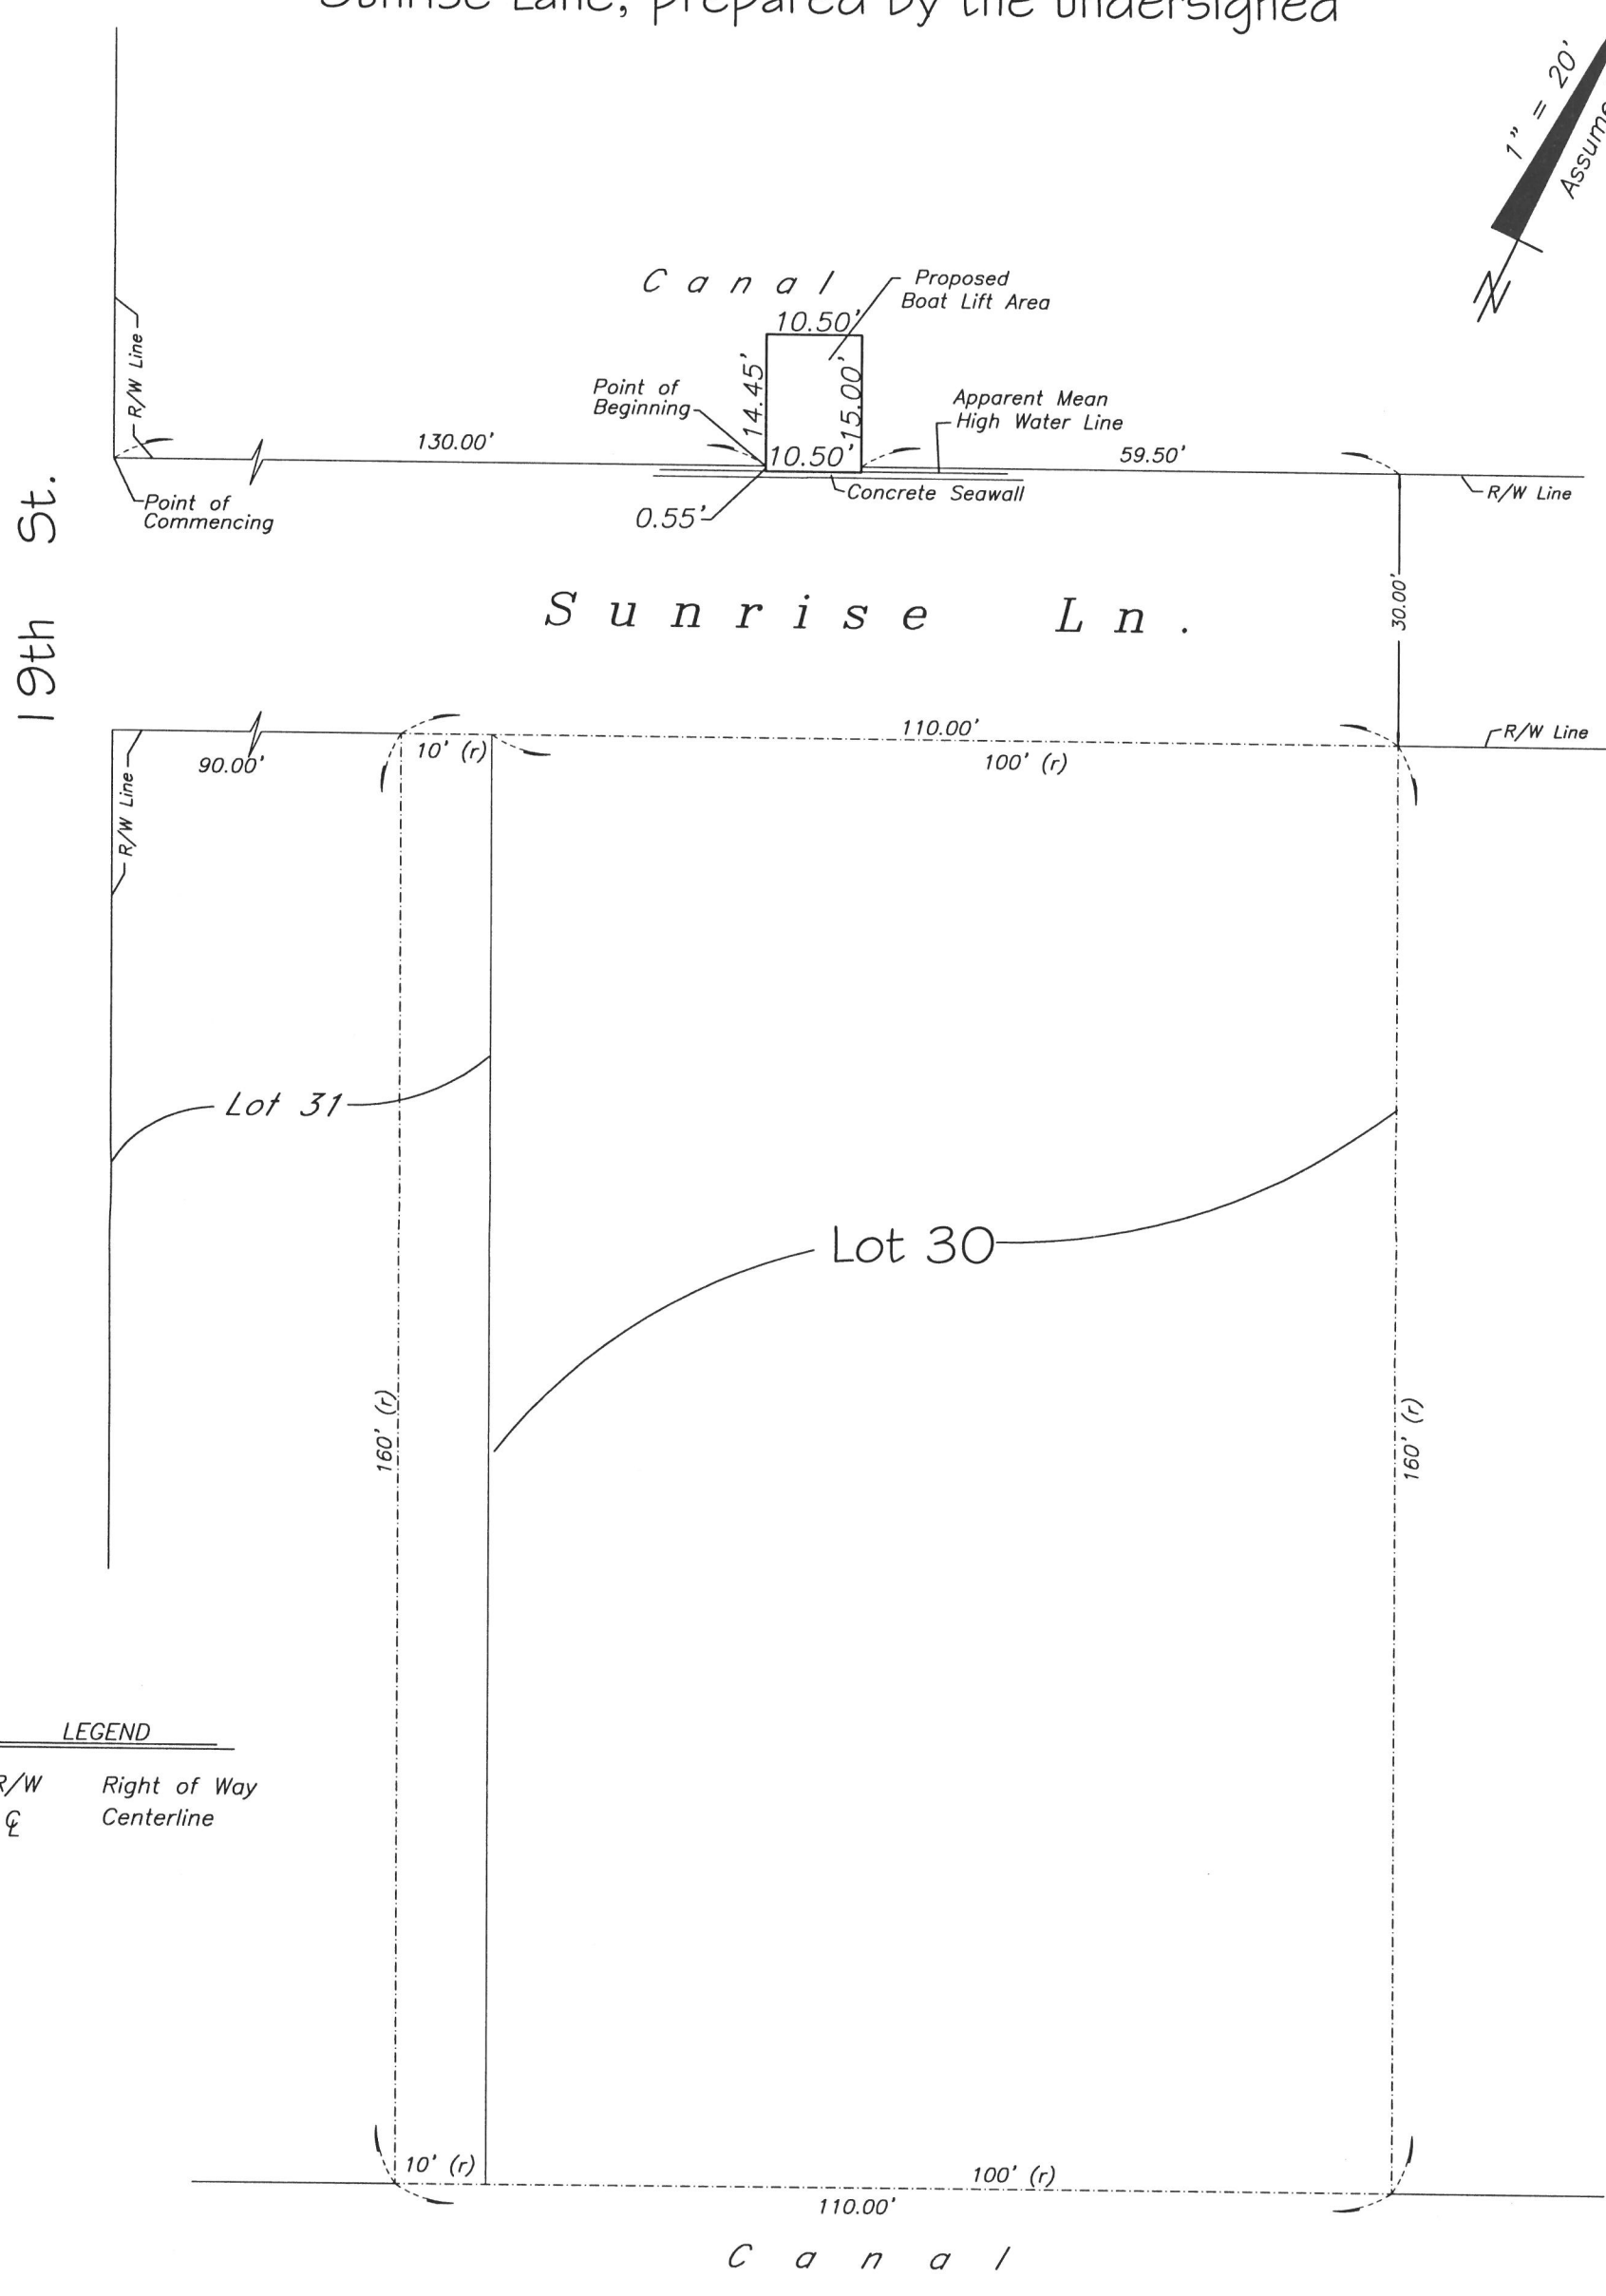 Sunrise Lane, prepared by the undersigned
1" = 20'
N
Canal
Proposed
Boat Lift Area
10.50'
R/W Line
14.45'
15.00'
Point of
Beginning
Apparent Mean
High Water Line
130.00'
10.50'
59.50'
Point of
Commencing
0.55'
Concrete Seawall
R/W Line
19th St.
Sunrise Ln.
30.00'
90.00'
10' (r)
110.00'
100' (r)
R/W Line
R/W Line
Lot 31
Lot 30
160' (r)
160' (r)
LEGEND
R/W Right of Way
℄ Centerline
10' (r)
100' (r)
110.00'
Canal